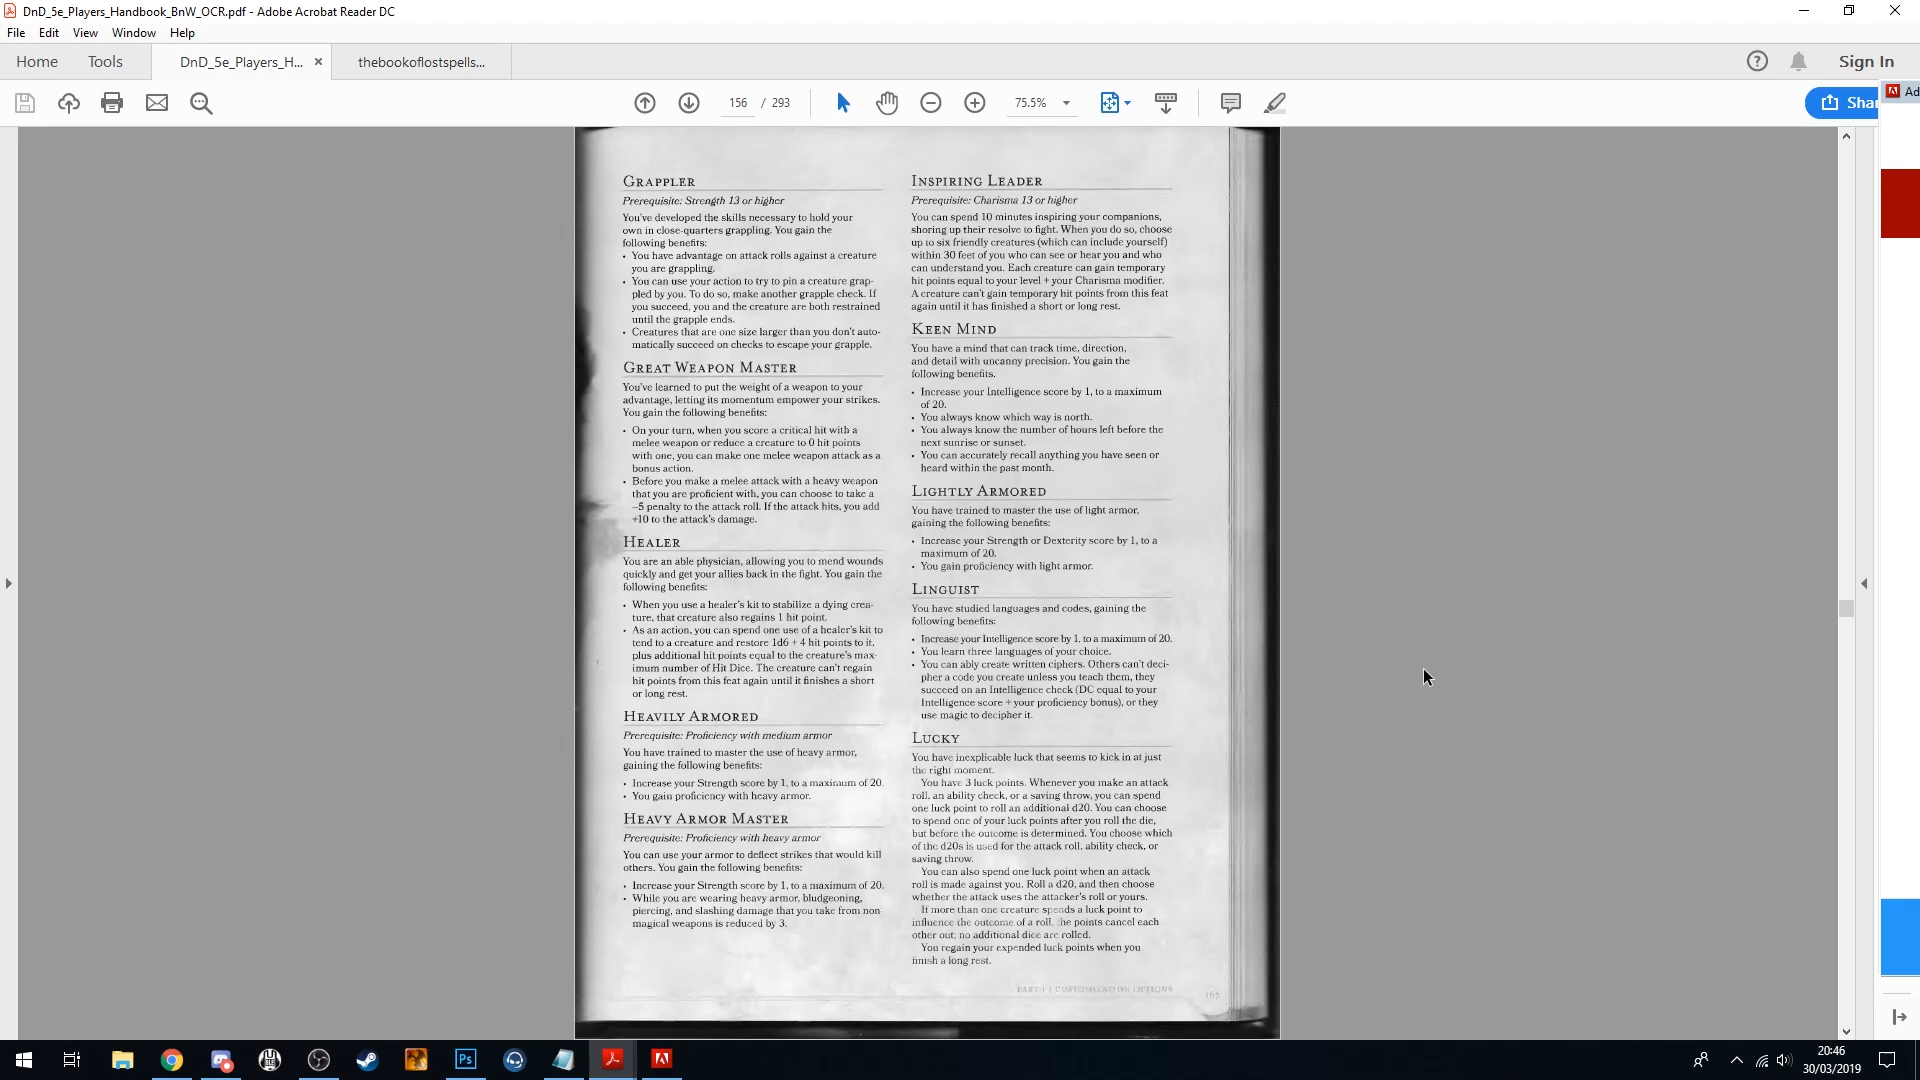 DnD_5e_Players_Handbook_BnW_OCR.pdf - Adobe Acrobat Reader DC
File Edit View Window Help
Home Tools DnD_5e_Players_H... thebookoflostspells... Sign In
156 / 293 75.5% Shar Ad
GRAPPLER
Prerequisite: Strength 13 or higher
You've developed the skills necessary to hold your
own in close-quarters grappling. You gain the
following benefits:
• You have advantage on attack rolls against a creature
you are grappling.
• You can use your action to try to pin a creature grap-
pled by you. To do so, make another grapple check. If
you succeed, you and the creature are both restrained
until the grapple ends.
• Creatures that are one size larger than you don't auto-
matically succeed on checks to escape your grapple.
GREAT WEAPON MASTER
You've learned to put the weight of a weapon to your
advantage, letting its momentum empower your strikes.
You gain the following benefits:
• On your turn, when you score a critical hit with a
melee weapon or reduce a creature to 0 hit points
with one, you can make one melee weapon attack as a
bonus action.
• Before you make a melee attack with a heavy weapon
that you are proficient with, you can choose to take a
–5 penalty to the attack roll. If the attack hits, you add
+10 to the attack's damage.
HEALER
You are an able physician, allowing you to mend wounds
quickly and get your allies back in the fight. You gain the
following benefits:
• When you use a healer's kit to stabilize a dying crea-
ture, that creature also regains 1 hit point.
• As an action, you can spend one use of a healer's kit to
tend to a creature and restore 1d6 + 4 hit points to it,
plus additional hit points equal to the creature's max-
imum number of Hit Dice. The creature can't regain
hit points from this feat again until it finishes a short
or long rest.
HEAVILY ARMORED
Prerequisite: Proficiency with medium armor
You have trained to master the use of heavy armor,
gaining the following benefits:
• Increase your Strength score by 1, to a maximum of 20.
• You gain proficiency with heavy armor.
HEAVY ARMOR MASTER
Prerequisite: Proficiency with heavy armor
You can use your armor to deflect strikes that would kill
others. You gain the following benefits:
• Increase your Strength score by 1, to a maximum of 20.
• While you are wearing heavy armor, bludgeoning,
piercing, and slashing damage that you take from non
magical weapons is reduced by 3.
INSPIRING LEADER
Prerequisite: Charisma 13 or higher
You can spend 10 minutes inspiring your companions,
shoring up their resolve to fight. When you do so, choose
up to six friendly creatures (which can include yourself)
within 30 feet of you who can see or hear you and who
can understand you. Each creature can gain temporary
hit points equal to your level + your Charisma modifier.
A creature can't gain temporary hit points from this feat
again until it has finished a short or long rest.
KEEN MIND
You have a mind that can track time, direction,
and detail with uncanny precision. You gain the
following benefits.
• Increase your Intelligence score by 1, to a maximum
of 20.
• You always know which way is north.
• You always know the number of hours left before the
next sunrise or sunset.
• You can accurately recall anything you have seen or
heard within the past month.
LIGHTLY ARMORED
You have trained to master the use of light armor,
gaining the following benefits:
• Increase your Strength or Dexterity score by 1, to a
maximum of 20.
• You gain proficiency with light armor.
LINGUIST
You have studied languages and codes, gaining the
following benefits:
• Increase your Intelligence score by 1, to a maximum of 20.
• You learn three languages of your choice.
• You can ably create written ciphers. Others can't deci-
pher a code you create unless you teach them, they
succeed on an Intelligence check (DC equal to your
Intelligence score + your proficiency bonus), or they
use magic to decipher it.
LUCKY
You have inexplicable luck that seems to kick in at just
the right moment.
You have 3 luck points. Whenever you make an attack
roll, an ability check, or a saving throw, you can spend
one luck point to roll an additional d20. You can choose
to spend one of your luck points after you roll the die,
but before the outcome is determined. You choose which
of the d20s is used for the attack roll, ability check, or
saving throw.
You can also spend one luck point when an attack
roll is made against you. Roll a d20, and then choose
whether the attack uses the attacker's roll or yours.
If more than one creature spends a luck point to
influence the outcome of a roll, the points cancel each
other out; no additional dice are rolled.
You regain your expended luck points when you
finish a long rest.
PART 1 | CUSTOMIZATION OPTIONS
Ps
20:46
30/03/2019